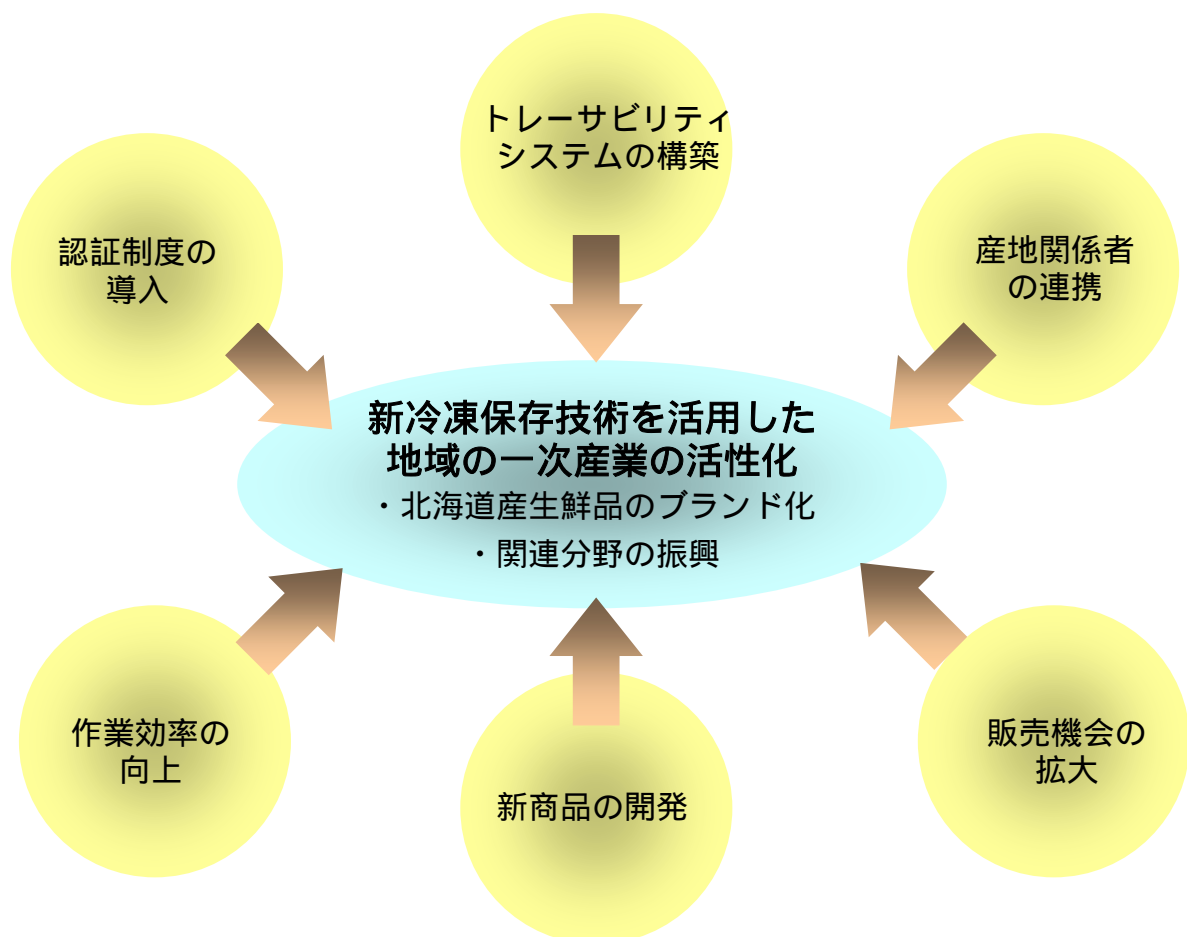 トレーサビリティ
システムの構築
認証制度の
導入
産地関係者
の連携
新冷凍保存技術を活用した
地域の一次産業の活性化
・北海道産生鮮品のブランド化
・関連分野の振興
作業効率の
向上
新商品の開発
販売機会の
拡大